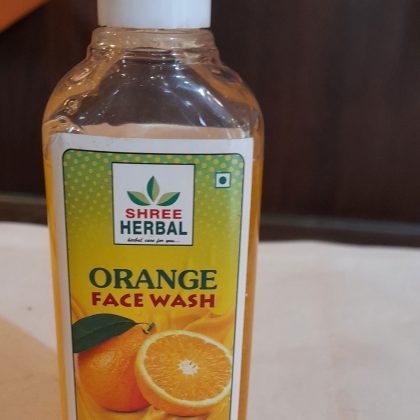 SHREE
HERBAL
herbal care for you...
ORANGE
FACE WASH